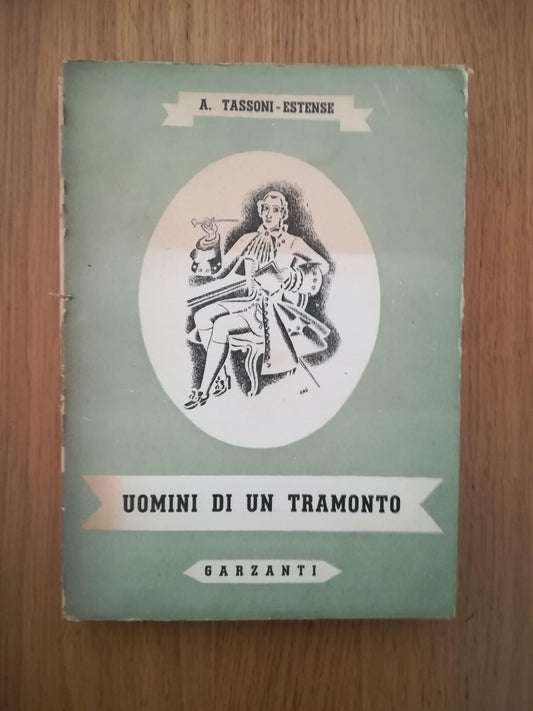 A. TASSONI-ESTENSE
UOMINI DI UN TRAMONTO
GARZANTI